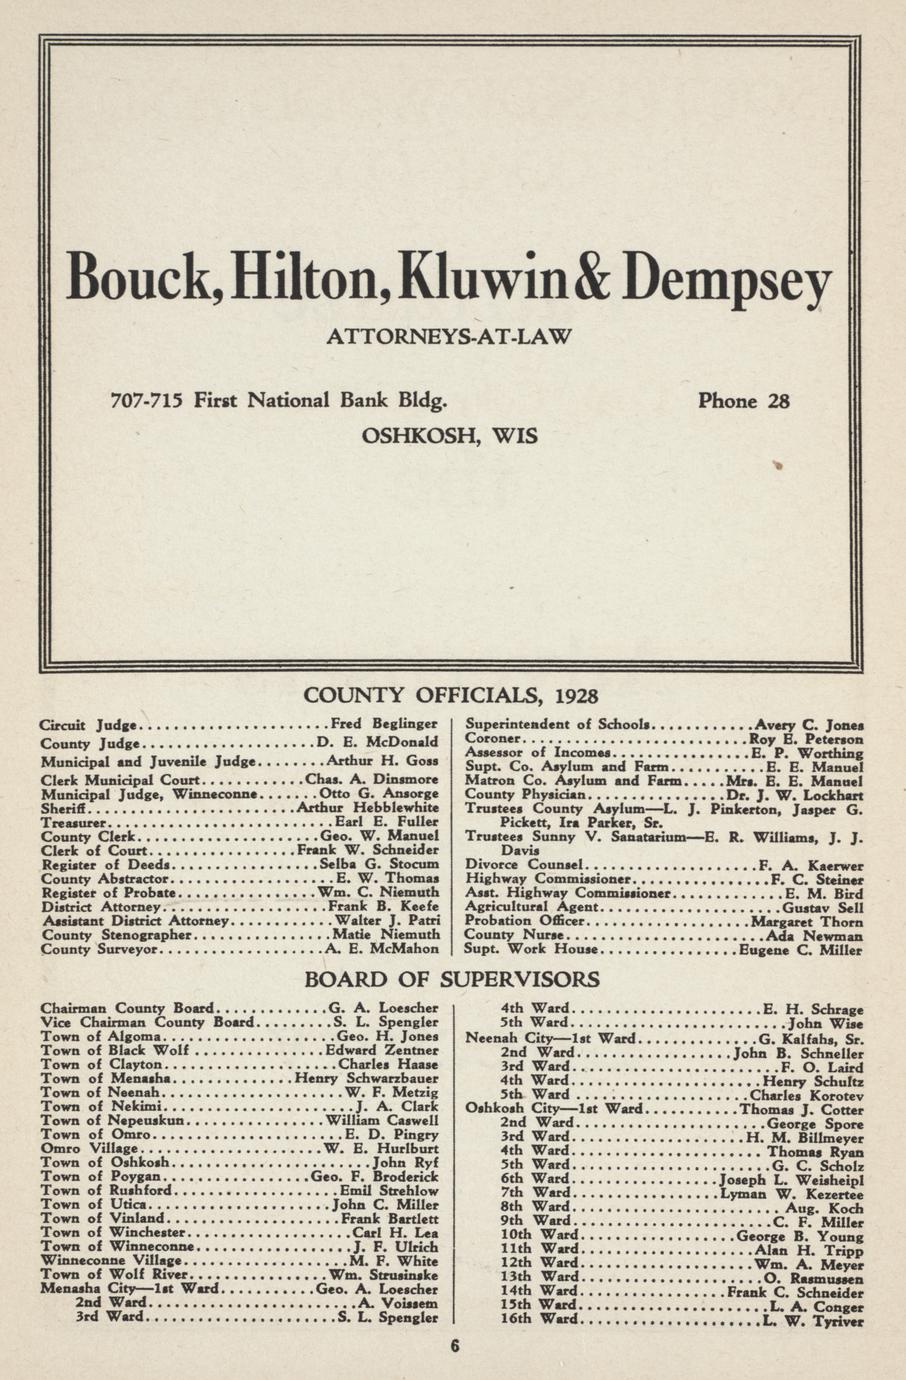 Bouck, Hilton, Kluwin & Dempsey
ATTORNEYS-AT-LAW
707-715 First National Bank Bldg. Phone 28
OSHKOSH, WIS
COUNTY OFFICIALS, 1928
Circuit Judge......................Fred Beglinger
County Judge....................D. E. McDonald
Municipal and Juvenile Judge........Arthur H. Goss
Clerk Municipal Court............Chas. A. Dinsmore
Municipal Judge, Winneconne.......Otto G. Ansorge
Sheriff........................Arthur Hebblewhite
Treasurer..........................Earl E. Fuller
County Clerk.....................Geo. W. Manuel
Clerk of Court.................Frank W. Schneider
Register of Deeds.................Selba G. Stocum
County Abstractor...................E. W. Thomas
Register of Probate................Wm. C. Niemuth
District Attorney...................Frank B. Keefe
Assistant District Attorney............Walter J. Patri
County Stenographer................Matie Niemuth
County Surveyor...................A. E. McMahon
Superintendent of Schools............Avery C. Jones
Coroner..........................Roy E. Peterson
Assessor of Incomes................E. P. Worthing
Supt. Co. Asylum and Farm...........E. E. Manuel
Matron Co. Asylum and Farm.....Mrs. E. E. Manuel
County Physician................Dr. J. W. Lockhart
Trustees County Asylum—L. J. Pinkerton, Jasper G.
Pickett, Ira Parker, Sr.
Trustees Sunny V. Sanatarium—E. R. Williams, J. J.
Davis
Divorce Counsel....................F. A. Kaerwer
Highway Commissioner................F. C. Steiner
Asst. Highway Commissioner.............E. M. Bird
Agricultural Agent.....................Gustav Sell
Probation Officer...................Margaret Thorn
County Nurse.......................Ada Newman
Supt. Work House................Eugene C. Miller
BOARD OF SUPERVISORS
Chairman County Board.............G. A. Loescher
Vice Chairman County Board.........S. L. Spengler
Town of Algoma....................Geo. H. Jones
Town of Black Wolf ...............Edward Zentner
Town of Clayton....................Charles Haase
Town of Menasha..............Henry Schwarzbauer
Town of Neenah.....................W. F. Metzig
Town of Nekimi......................J. A. Clark
Town of Nepeuskun................William Caswell
Town of Omro......................E. D. Pingry
Omro Village.....................W. E. Hurlburt
Town of Oshkosh.......................John Ryf
Town of Poygan.................Geo. F. Broderick
Town of Rushford...................Emil Strehlow
Town of Utica.....................John C. Miller
Town of Vinland....................Frank Bartlett
Town of Winchester...................Carl H. Lea
Town of Winneconne..................J. F. Ulrich
Winneconne Village...................M. F. White
Town of Wolf River................Wm. Strusinske
Menasha City—1st Ward...........Geo. A. Loescher
2nd Ward........................A. Voissem
3rd Ward......................S. L. Spengler
4th Ward......................E. H. Schrage
5th Ward.........................John Wise
Neenah City—1st Ward..............G. Kalfahs, Sr.
2nd Ward..................John B. Schneller
3rd Ward........................F. O. Laird
4th Ward......................Henry Schultz
5th Ward ....................Charles Korotev
Oshkosh City—1st Ward...........Thomas J. Cotter
2nd Ward......................George Spore
3rd Ward....................H. M. Billmeyer
4th Ward......................Thomas Ryan
5th Ward.......................G. C. Scholz
6th Ward.................Joseph L. Weisheipl
7th Ward.................Lyman W. Kezertee
8th Ward.........................Aug. Koch
9th Ward.......................C. F. Miller
10th Ward..................George B. Young
11th Ward....................Alan H. Tripp
12th Ward....................Wm. A. Meyer
13th Ward.....................O. Rasmussen
14th Ward.................Frank C. Schneider
15th Ward......................L. A. Conger
16th Ward.....................L. W. Tyriver
6